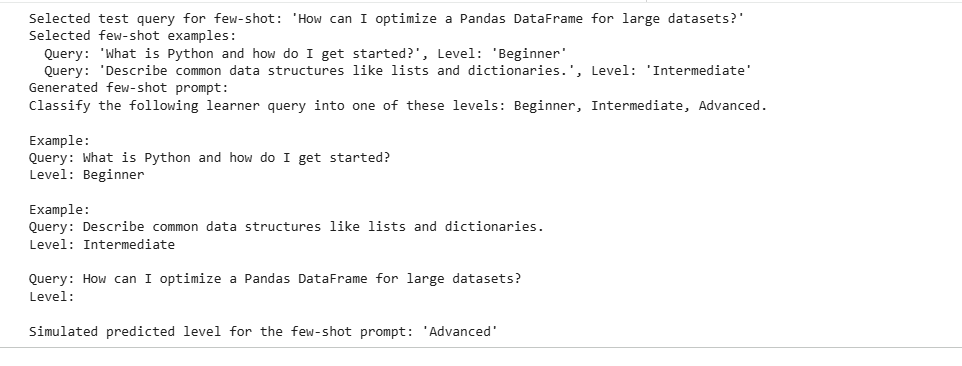 Selected test query for few-shot: 'How can I optimize a Pandas DataFrame for large datasets?'
Selected few-shot examples:
  Query: 'What is Python and how do I get started?', Level: 'Beginner'
  Query: 'Describe common data structures like lists and dictionaries.', Level: 'Intermediate'
Generated few-shot prompt:
Classify the following learner query into one of these levels: Beginner, Intermediate, Advanced.

Example:
Query: What is Python and how do I get started?
Level: Beginner

Example:
Query: Describe common data structures like lists and dictionaries.
Level: Intermediate

Query: How can I optimize a Pandas DataFrame for large datasets?
Level:

Simulated predicted level for the few-shot prompt: 'Advanced'